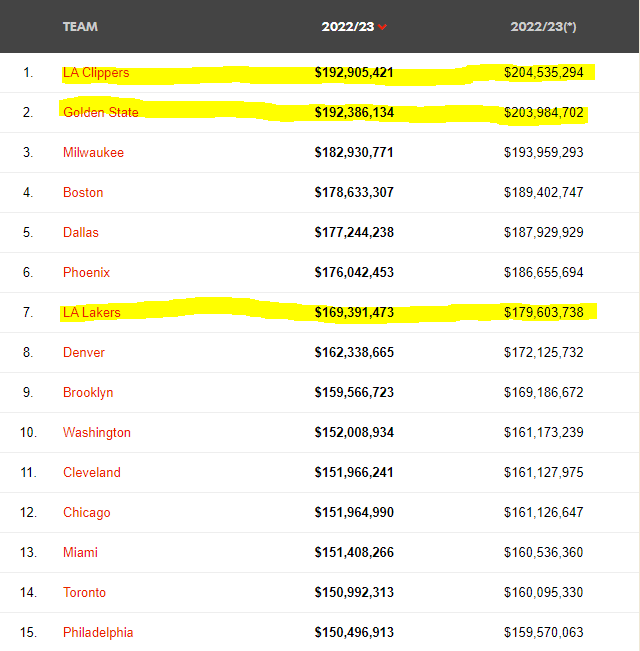 TEAM 2022/23 2022/23(*)
1. LA Clippers $192,905,421 $204,535,294
2. Golden State $192,386,134 $203,984,702
3. Milwaukee $182,930,771 $193,959,293
4. Boston $178,633,307 $189,402,747
5. Dallas $177,244,238 $187,929,929
6. Phoenix $176,042,453 $186,655,694
7. LA Lakers $169,391,473 $179,603,738
8. Denver $162,338,665 $172,125,732
9. Brooklyn $159,566,723 $169,186,672
10. Washington $152,008,934 $161,173,239
11. Cleveland $151,966,241 $161,127,975
12. Chicago $151,964,990 $161,126,647
13. Miami $151,408,266 $160,536,360
14. Toronto $150,992,313 $160,095,330
15. Philadelphia $150,496,913 $159,570,063